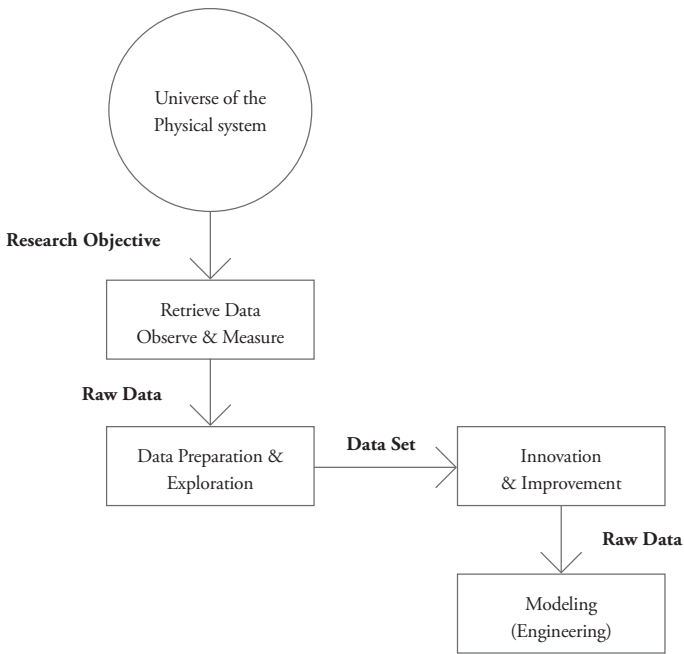 Universe of the
Physical system
Research Objective
Retrieve Data
Observe & Measure
Raw Data
Data Preparation &
Exploration
Data Set
Innovation
& Improvement
Raw Data
Modeling
(Engineering)